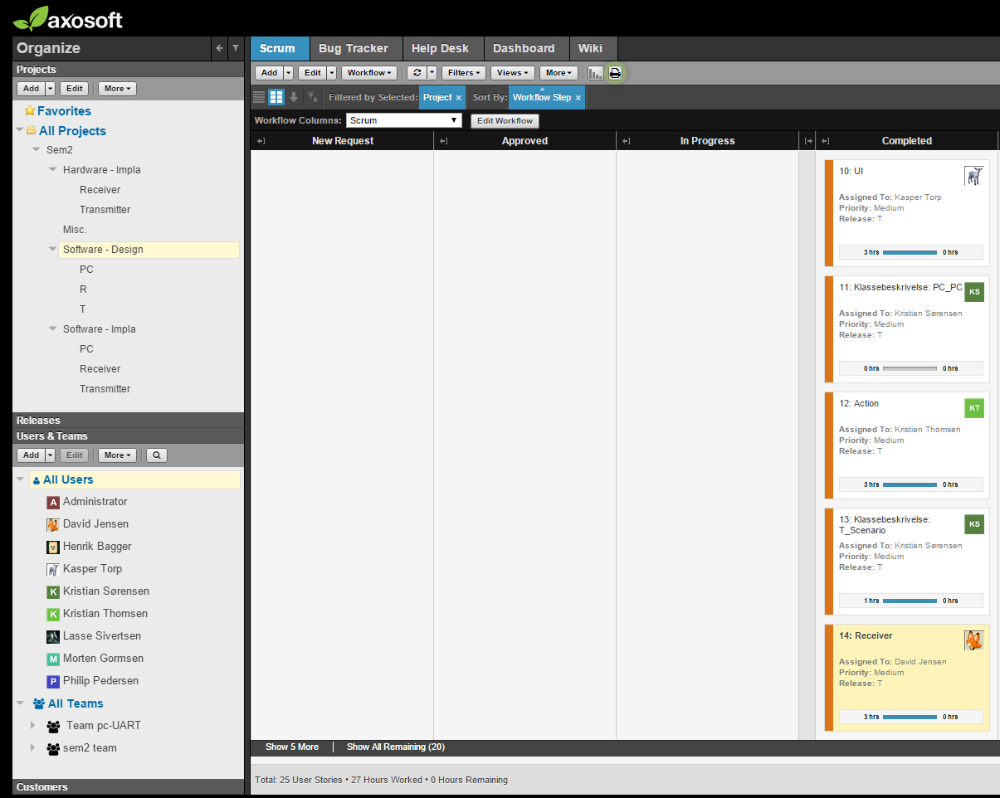 axosoft
Organize
Projects
Add Edit More
Favorites
All Projects
Sem2
Hardware - Impla
Receiver
Transmitter
Misc.
Software - Design
PC
R
T
Software - Impla
PC
Receiver
Transmitter
Releases
Users & Teams
Add Edit More
All Users
A Administrator
David Jensen
Henrik Bagger
Kasper Torp
K Kristian Sørensen
K Kristian Thomsen
Lasse Sivertsen
M Morten Gormsen
P Philip Pedersen
All Teams
Team pc-UART
sem2 team
Customers
Scrum Bug Tracker Help Desk Dashboard Wiki
Add Edit Workflow Filters Views More
Filtered by Selected: Project × Sort By: Workflow Step ×
Workflow Columns: Scrum Edit Workflow
New Request Approved In Progress Completed
10: UI
Assigned To: Kasper Torp
Priority: Medium
Release: T
3 hrs 0 hrs
11: Klassebeskrivelse: PC_PC KS
Assigned To: Kristian Sørensen
Priority: Medium
Release: T
0 hrs 0 hrs
12: Action KT
Assigned To: Kristian Thomsen
Priority: Medium
Release: T
3 hrs 0 hrs
13: Klassebeskrivelse: KS
T_Scenario
Assigned To: Kristian Sørensen
Priority: Medium
Release: T
1 hrs 0 hrs
14: Receiver
Assigned To: David Jensen
Priority: Medium
Release: T
3 hrs 0 hrs
Show 5 More | Show All Remaining (20)
Total: 25 User Stories • 27 Hours Worked • 0 Hours Remaining